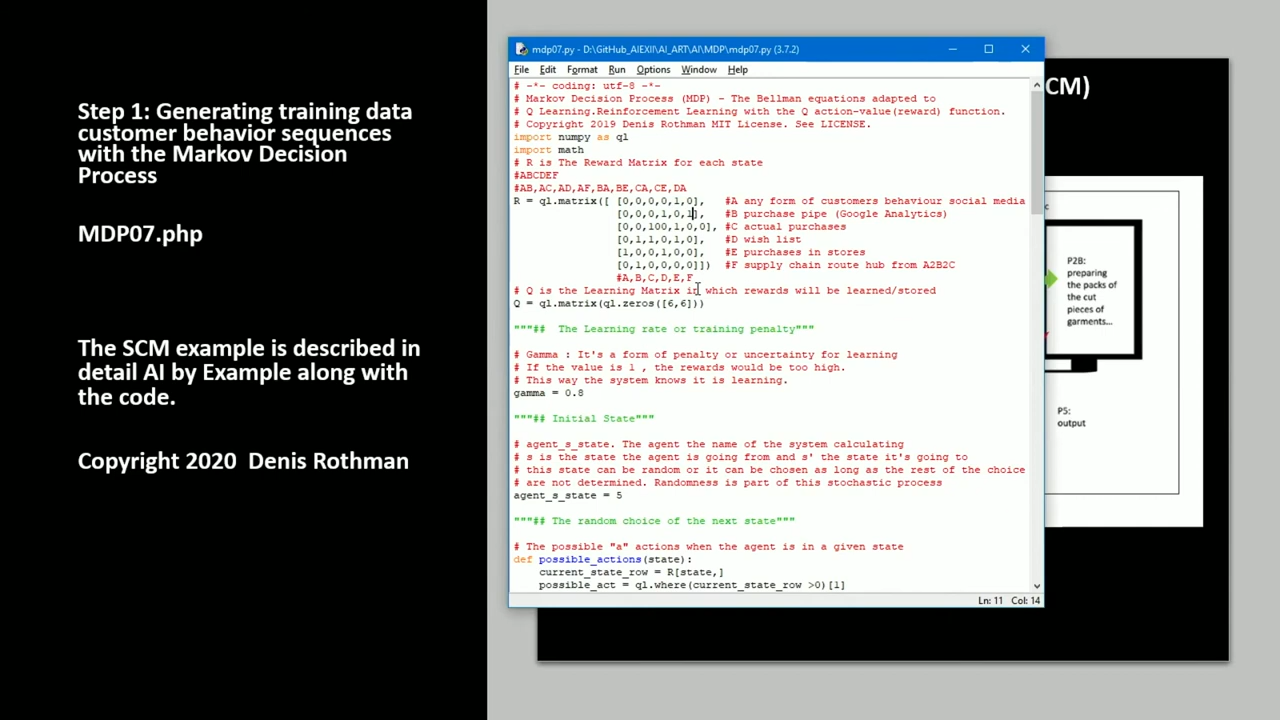 Step 1: Generating training data
customer behavior sequences
with the Markov Decision
Process
MDP07.php
The SCM example is described in
detail AI by Example along with
the code.
Copyright 2020  Denis Rothman
mdp07.py - D:\GitHub_AIEXII\AI_ART\AI\MDP\mdp07.py (3.7.2)
File Edit Format Run Options Window Help
# -*- coding: utf-8 -*-
# Markov Decision Process (MDP) - The Bellman equations adapted to
# Q Learning.Reinforcement Learning with the Q action-value(reward) function.
# Copyright 2019 Denis Rothman MIT License. See LICENSE.
import numpy as ql
import math
# R is The Reward Matrix for each state
#ABCDEF
#AB,AC,AD,AF,BA,BE,CA,CE,DA
R = ql.matrix([ [0,0,0,0,1,0],   #A any form of customers behaviour social media
[0,0,0,1,0,1],   #B purchase pipe (Google Analytics)
[0,0,100,1,0,0], #C actual purchases
[0,1,1,0,1,0],   #D wish list
[1,0,0,1,0,0],   #E purchases in stores
[0,1,0,0,0,0]])  #F supply chain route hub from A2B2C
#A,B,C,D,E,F
# Q is the Learning Matrix in which rewards will be learned/stored
Q = ql.matrix(ql.zeros([6,6]))
"""##  The Learning rate or training penalty"""
# Gamma : It's a form of penalty or uncertainty for learning
# If the value is 1 , the rewards would be too high.
# This way the system knows it is learning.
gamma = 0.8
"""## Initial State"""
# agent_s_state. The agent the name of the system calculating
# s is the state the agent is going from and s' the state it's going to
# this state can be random or it can be chosen as long as the rest of the choice
# are not determined. Randomness is part of this stochastic process
agent_s_state = 5
"""## The random choice of the next state"""
# The possible "a" actions when the agent is in a given state
def possible_actions(state):
current_state_row = R[state,]
possible_act = ql.where(current_state_row >0)[1]
Ln: 11 Col: 14
CM)
P2B:
preparing
the packs of
the cut
pieces of
garments...
P5:
output